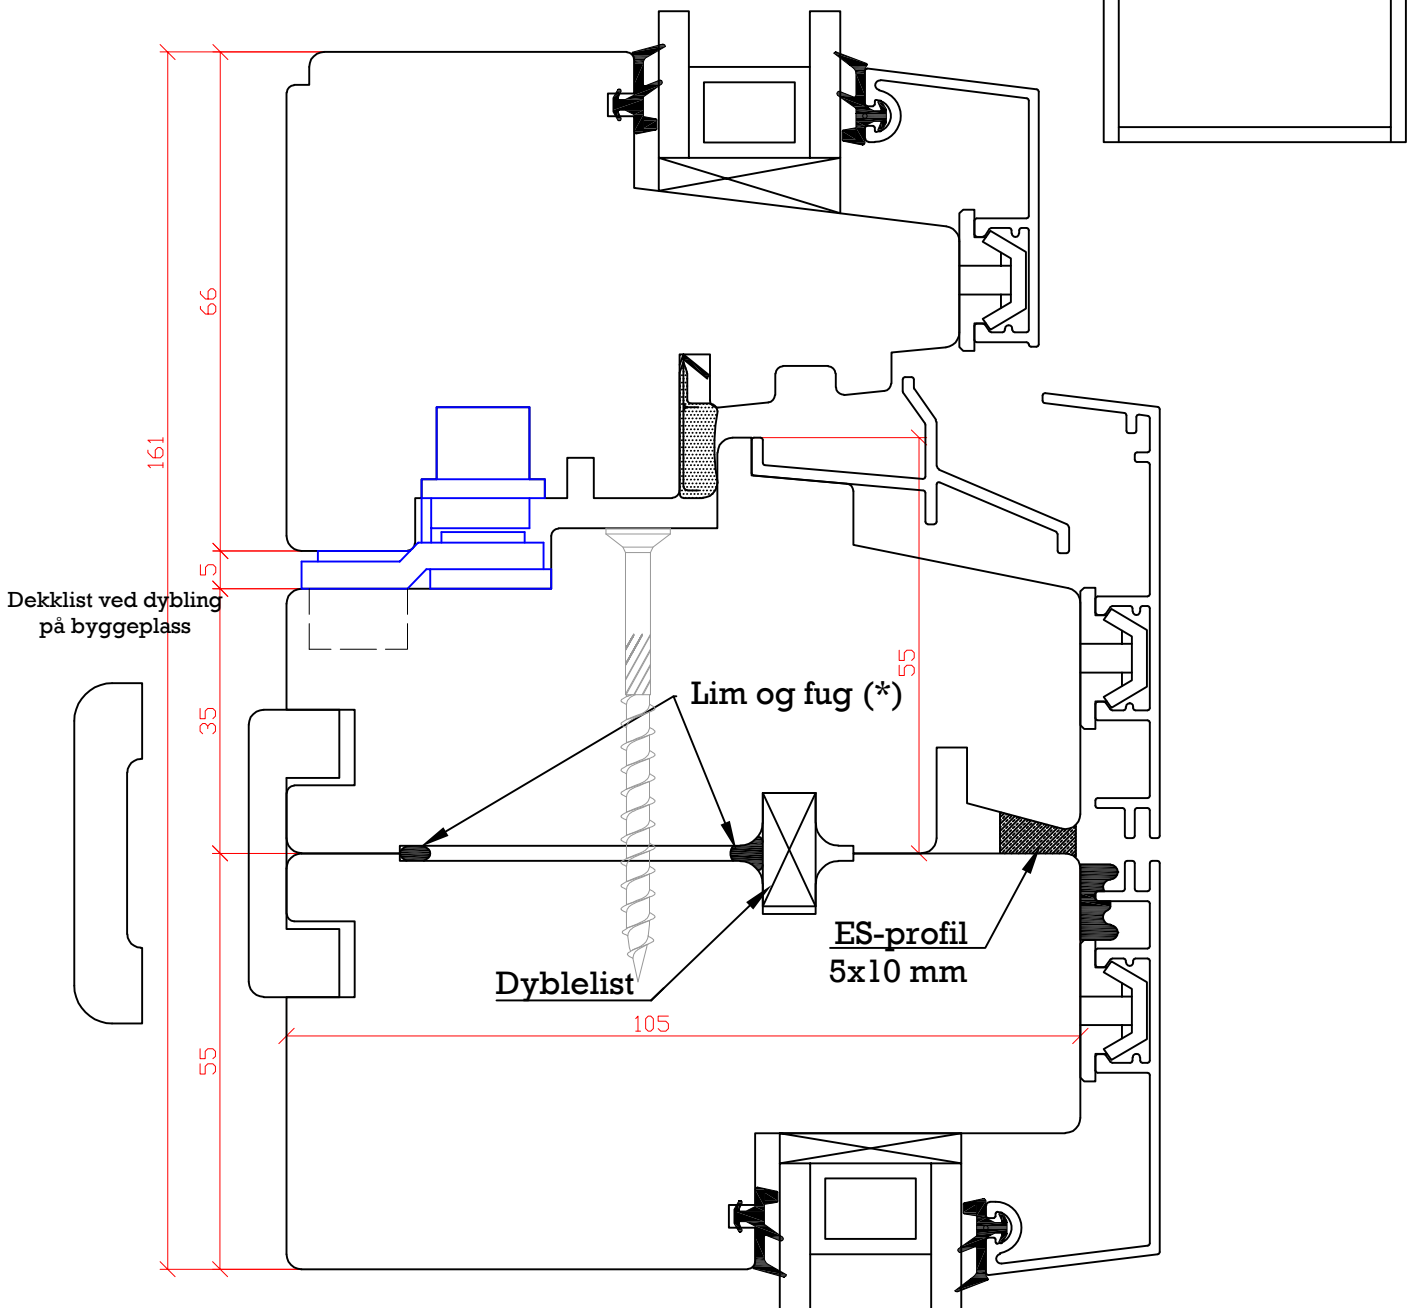 66
161
5
Dekklist ved dybling
på byggeplass
55
Lim og fug (*)
35
ES-profil
5x10 mm
Dyblelist
105
55